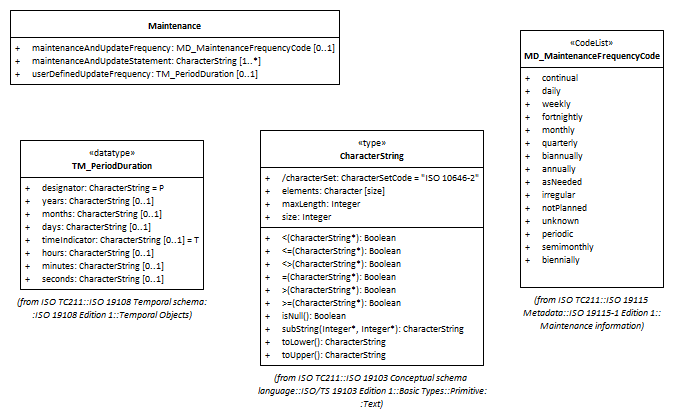 Maintenance
+ maintenanceAndUpdateFrequency: MD_MaintenanceFrequencyCode [0..1]
+ maintenanceAndUpdateStatement: CharacterString [1..*]
+ userDefinedUpdateFrequency: TM_PeriodDuration [0..1]
«CodeList»
MD_MaintenanceFrequencyCode
+ continual
+ daily
+ weekly
+ fortnightly
+ monthly
+ quarterly
+ biannually
+ annually
+ asNeeded
+ irregular
+ notPlanned
+ unknown
+ periodic
+ semimonthly
+ biennially
(from ISO TC211::ISO 19115
Metadata::ISO 19115-1 Edition 1::
Maintenance information)
«datatype»
TM_PeriodDuration
+ designator: CharacterString = P
+ years: CharacterString [0..1]
+ months: CharacterString [0..1]
+ days: CharacterString [0..1]
+ timeIndicator: CharacterString [0..1] = T
+ hours: CharacterString [0..1]
+ minutes: CharacterString [0..1]
+ seconds: CharacterString [0..1]
(from ISO TC211::ISO 19108 Temporal schema:
:ISO 19108 Edition 1::Temporal Objects)
«type»
CharacterString
+ /characterSet: CharacterSetCode = "ISO 10646-2"
+ elements: Character [size]
+ maxLength: Integer
+ size: Integer
+ <(CharacterString*): Boolean
+ <=(CharacterString*): Boolean
+ <>(CharacterString*): Boolean
+ =(CharacterString*): Boolean
+ >(CharacterString*): Boolean
+ >=(CharacterString*): Boolean
+ isNull(): Boolean
+ subString(Integer*, Integer*): CharacterString
+ toLower(): CharacterString
+ toUpper(): CharacterString
(from ISO TC211::ISO 19103 Conceptual schema
language::ISO/TS 19103 Edition 1::Basic Types::Primitive:
:Text)